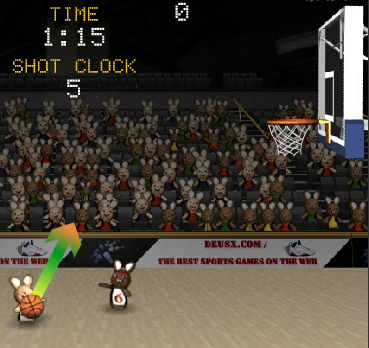 TIME
0
1:15
SHOT CLOCK
5
DEUSX.COM /
ON THE WEB
THE BEST SPORTS GAMES ON THE WEB
6